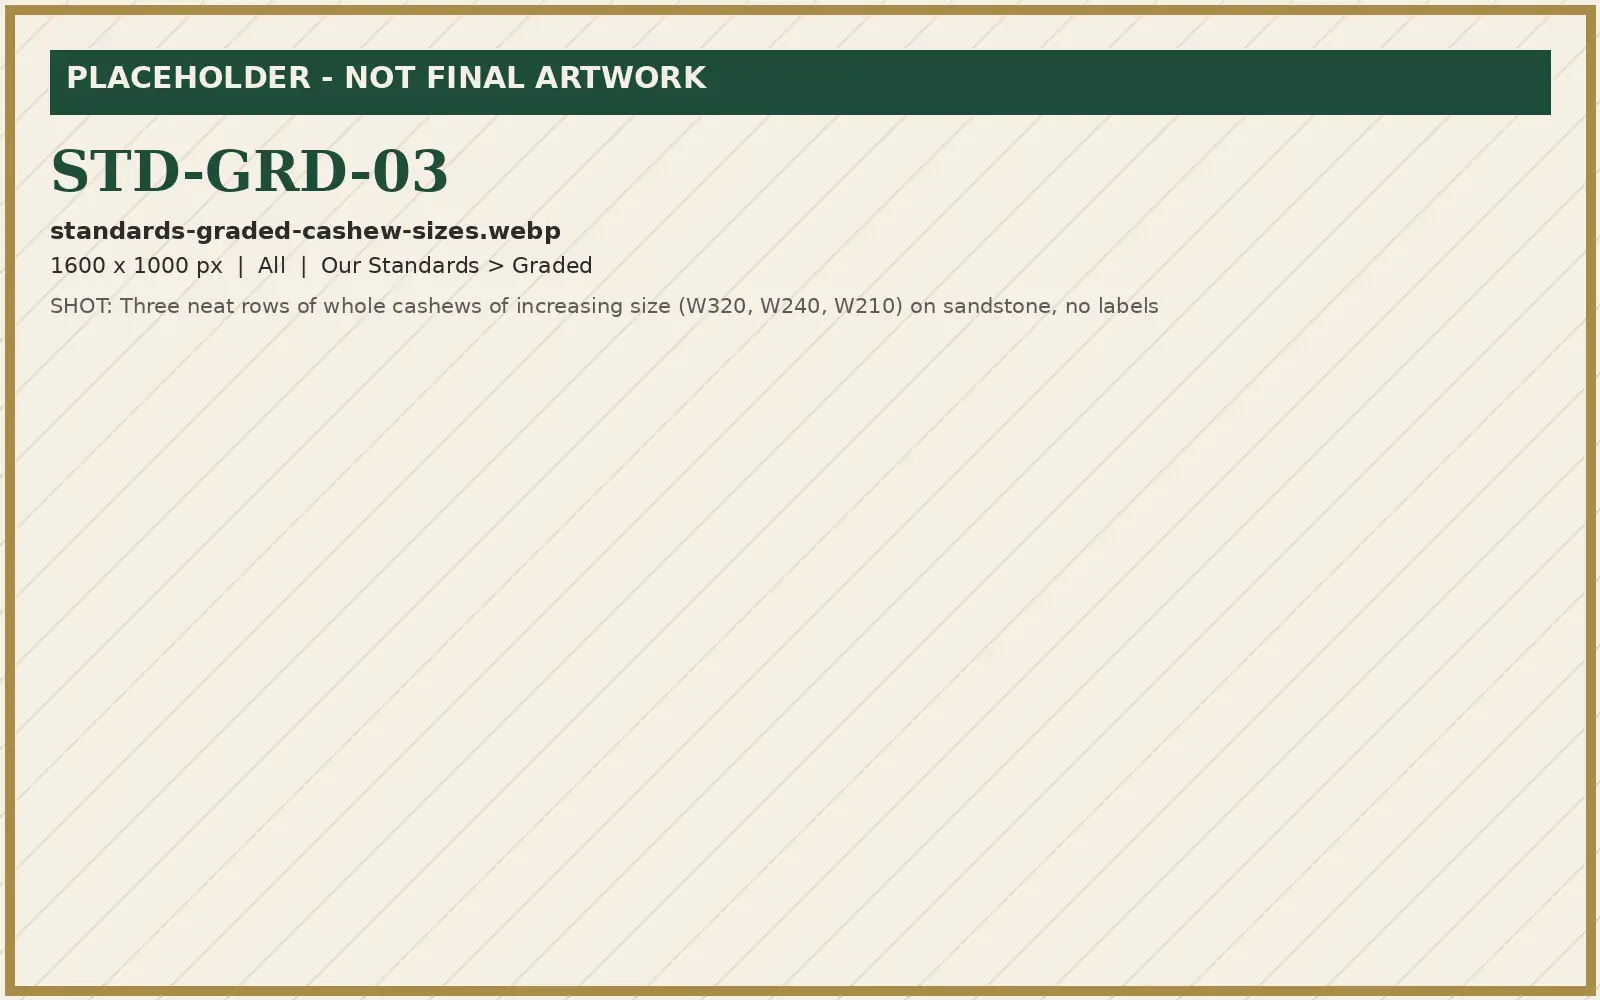 PLACEHOLDER - NOT FINAL ARTWORK
STD-GRD-03
standards-graded-cashew-sizes.webp
1600 x 1000 px | All | Our Standards > Graded
SHOT: Three neat rows of whole cashews of increasing size (W320, W240, W210) on sandstone, no labels